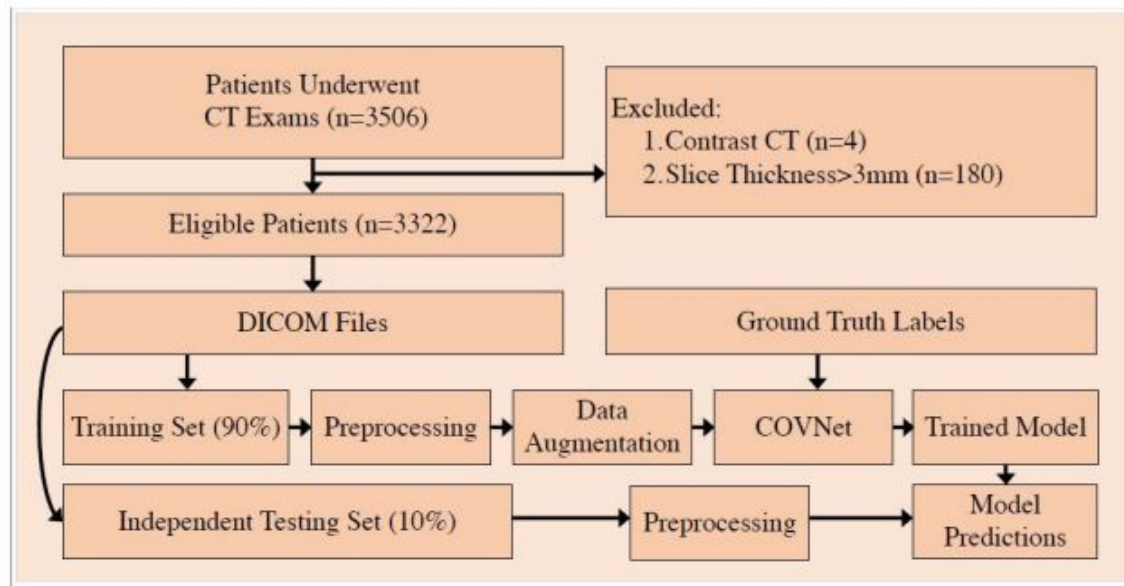 Patients Underwent
CT Exams (n=3506)
Excluded:
1.Contrast CT (n=4)
2.Slice Thickness>3mm (n=180)
Eligible Patients (n=3322)
DICOM Files
Ground Truth Labels
Training Set (90%)
Preprocessing
Data
Augmentation
COVNet
Trained Model
Independent Testing Set (10%)
Preprocessing
Model
Predictions